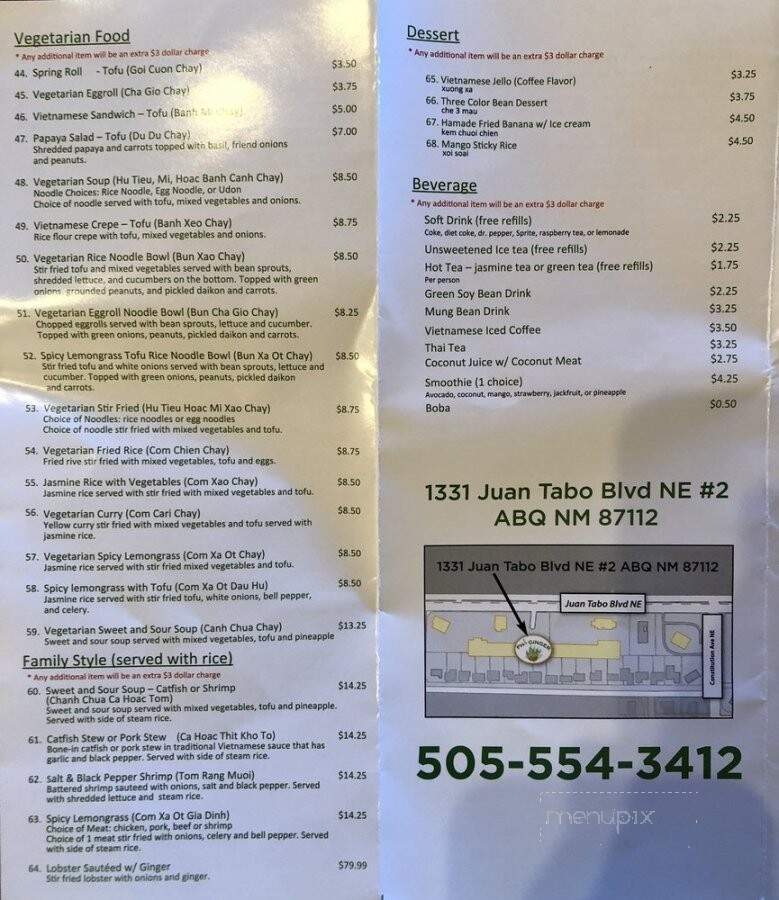 Vegetarian Food
* Any additional item will be an extra $3 dollar charge
44. Spring Roll - Tofu (Goi Cuon Chay) $3.50
45. Vegetarian Eggroll (Cha Gio Chay) $3.75
46. Vietnamese Sandwich – Tofu (Banh Mi Chay) $5.00
47. Papaya Salad – Tofu (Du Du Chay) $7.00
Shredded papaya and carrots topped with basil, friend onions
and peanuts.
48. Vegetarian Soup (Hu Tieu, Mi, Hoac Banh Canh Chay) $8.50
Noodle Choices: Rice Noodle, Egg Noodle, or Udon
Choice of noodle served with tofu, mixed vegetables and onions.
49. Vietnamese Crepe – Tofu (Banh Xeo Chay) $8.75
Rice flour crepe with tofu, mixed vegetables and onions.
50. Vegetarian Rice Noodle Bowl (Bun Xao Chay) $8.50
Stir fried tofu and mixed vegetables served with bean sprouts,
shredded lettuce, and cucumbers on the bottom. Topped with green
onions, grounded peanuts, and pickled daikon and carrots.
51. Vegetarian Eggroll Noodle Bowl (Bun Cha Gio Chay) $8.25
Chopped eggrolls served with bean sprouts, lettuce and cucumber.
Topped with green onions, peanuts, pickled daikon and carrots.
52. Spicy Lemongrass Tofu Rice Noodle Bowl (Bun Xa Ot Chay) $8.50
Stir fried tofu and white onions served with bean sprouts, lettuce and
cucumber. Topped with green onions, peanuts, pickled daikon
and carrots.
53. Vegetarian Stir Fried (Hu Tieu Hoac Mi Xao Chay) $8.75
Choice of Noodles: rice noodles or egg noodles
Choice of noodle stir fried with mixed vegetables and tofu.
54. Vegetarian Fried Rice (Com Chien Chay) $8.75
Fried rive stir fried with mixed vegetables, tofu and eggs.
55. Jasmine Rice with Vegetables (Com Xao Chay) $8.50
Jasmine rice served with stir fried with mixed vegetables and tofu.
56. Vegetarian Curry (Com Cari Chay) $8.50
Yellow curry stir fried with mixed vegetables and tofu served with
jasmine rice.
57. Vegetarian Spicy Lemongrass (Com Xa Ot Chay) $8.50
Jasmine rice served with stir fried mixed vegetables and tofu.
58. Spicy lemongrass with Tofu (Com Xa Ot Dau Hu) $8.50
Jasmine rice served with stir fried tofu, white onions, bell pepper,
and celery.
59. Vegetarian Sweet and Sour Soup (Canh Chua Chay) $13.25
Sweet and sour soup served with mixed vegetables, tofu and pineapple
Family Style (served with rice)
* Any additional item will be an extra $3 dollar charge
60. Sweet and Sour Soup – Catfish or Shrimp $14.25
(Chanh Chua Ca Hoac Tom)
Sweet and sour soup served with mixed vegetables, tofu and pineapple.
Served with side of steam rice.
61. Catfish Stew or Pork Stew (Ca Hoac Thit Kho To) $14.25
Bone-in catfish or pork stew in traditional Vietnamese sauce that has
garlic and black pepper. Served with side of steam rice.
62. Salt & Black Pepper Shrimp (Tom Rang Muoi) $14.25
Battered shrimp sauteed with onions, salt and black pepper. Served
with shredded lettuce and steam rice.
63. Spicy Lemongrass (Com Xa Ot Gia Dinh) $14.25
Choice of Meat: chicken, pork, beef or shrimp
Choice of 1 meat stir fried with onions, celery and bell pepper. Served
with side of steam rice.
64. Lobster Sautéed w/ Ginger $79.99
Stir fried lobster with onions and ginger.
Dessert
* Any additional item will be an extra $3 dollar charge
65. Vietnamese Jello (Coffee Flavor) $3.25
xuong xa
66. Three Color Bean Dessert $3.75
che 3 mau
67. Hamade Fried Banana w/ Ice cream $4.50
kem chuoi chien
68. Mango Sticky Rice $4.50
xoi soai
Beverage
* Any additional item will be an extra $3 dollar charge
Soft Drink (free refills) $2.25
Coke, diet coke, dr. pepper, Sprite, raspberry tea, or lemonade
Unsweetened Ice tea (free refills) $2.25
Hot Tea – jasmine tea or green tea (free refills) $1.75
Per person
Green Soy Bean Drink $2.25
Mung Bean Drink $3.25
Vietnamese Iced Coffee $3.50
Thai Tea $3.25
Coconut Juice w/ Coconut Meat $2.75
Smoothie (1 choice) $4.25
Avocado, coconut, mango, strawberry, jackfruit, or pineapple
Boba $0.50
1331 Juan Tabo Blvd NE #2
ABQ NM 87112
1331 Juan Tabo Blvd NE #2 ABQ NM 87112
Juan Tabo Blvd NE
PHO GINGER
Constitution Ave NE
505-554-3412
menupix